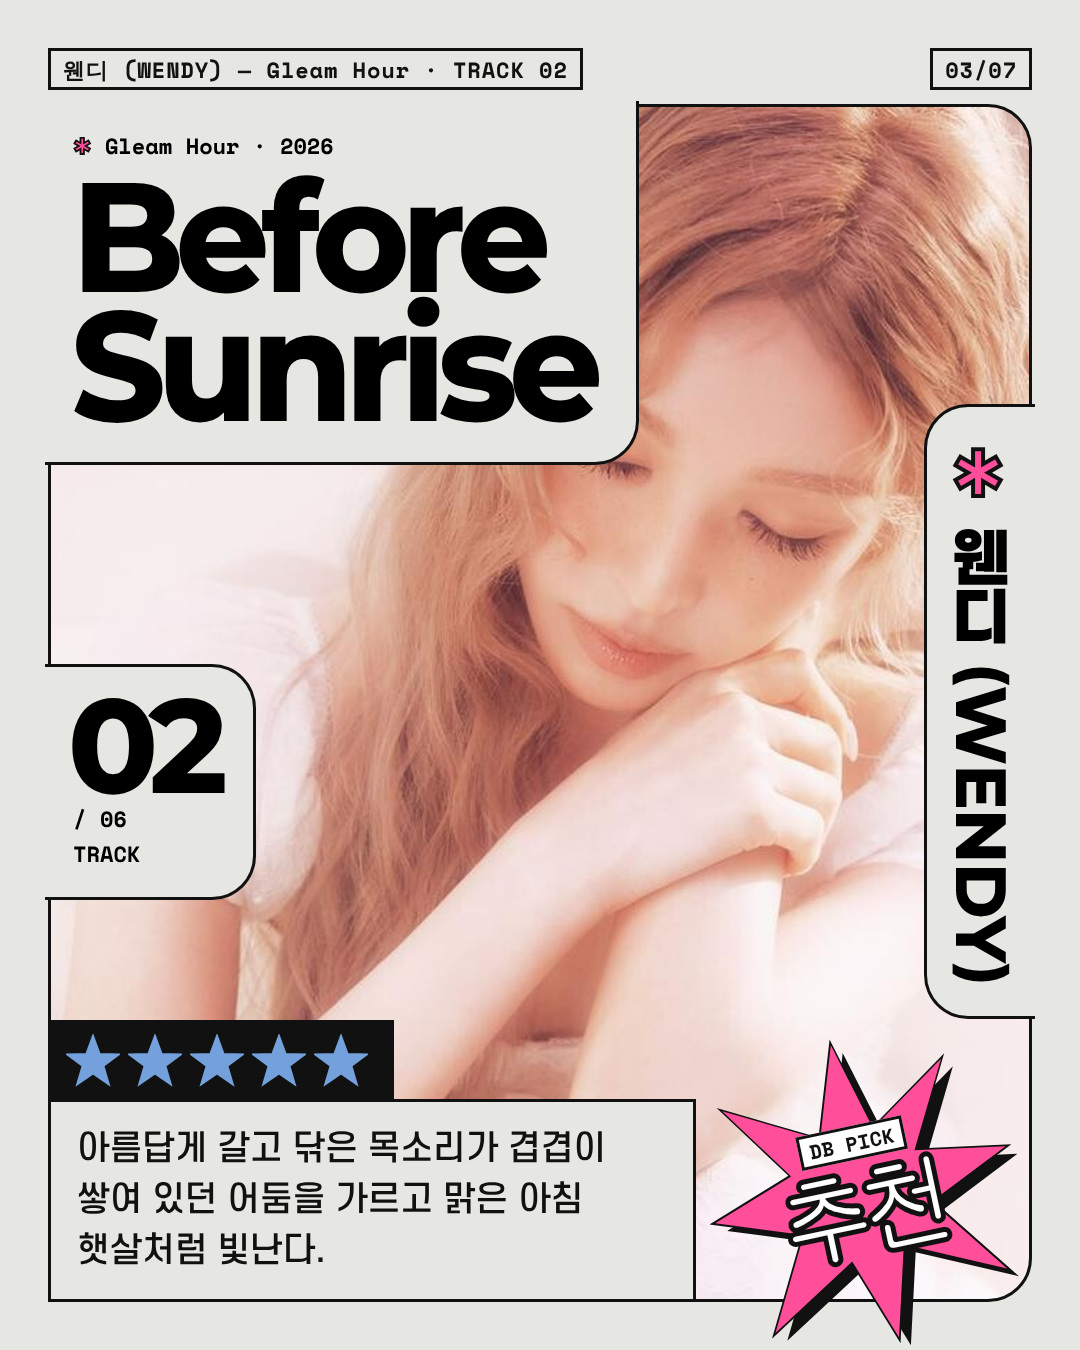 웬디 (WENDY) — Gleam Hour · TRACK 02
03/07
Gleam Hour · 2026
Before
Sunrise
웬디 (WENDY)
02
/ 06
TRACK
아름답게 갈고 닦은 목소리가 겹겹이
쌓여 있던 어둠을 가르고 맑은 아침
햇살처럼 빛난다.
DB PICK
추천